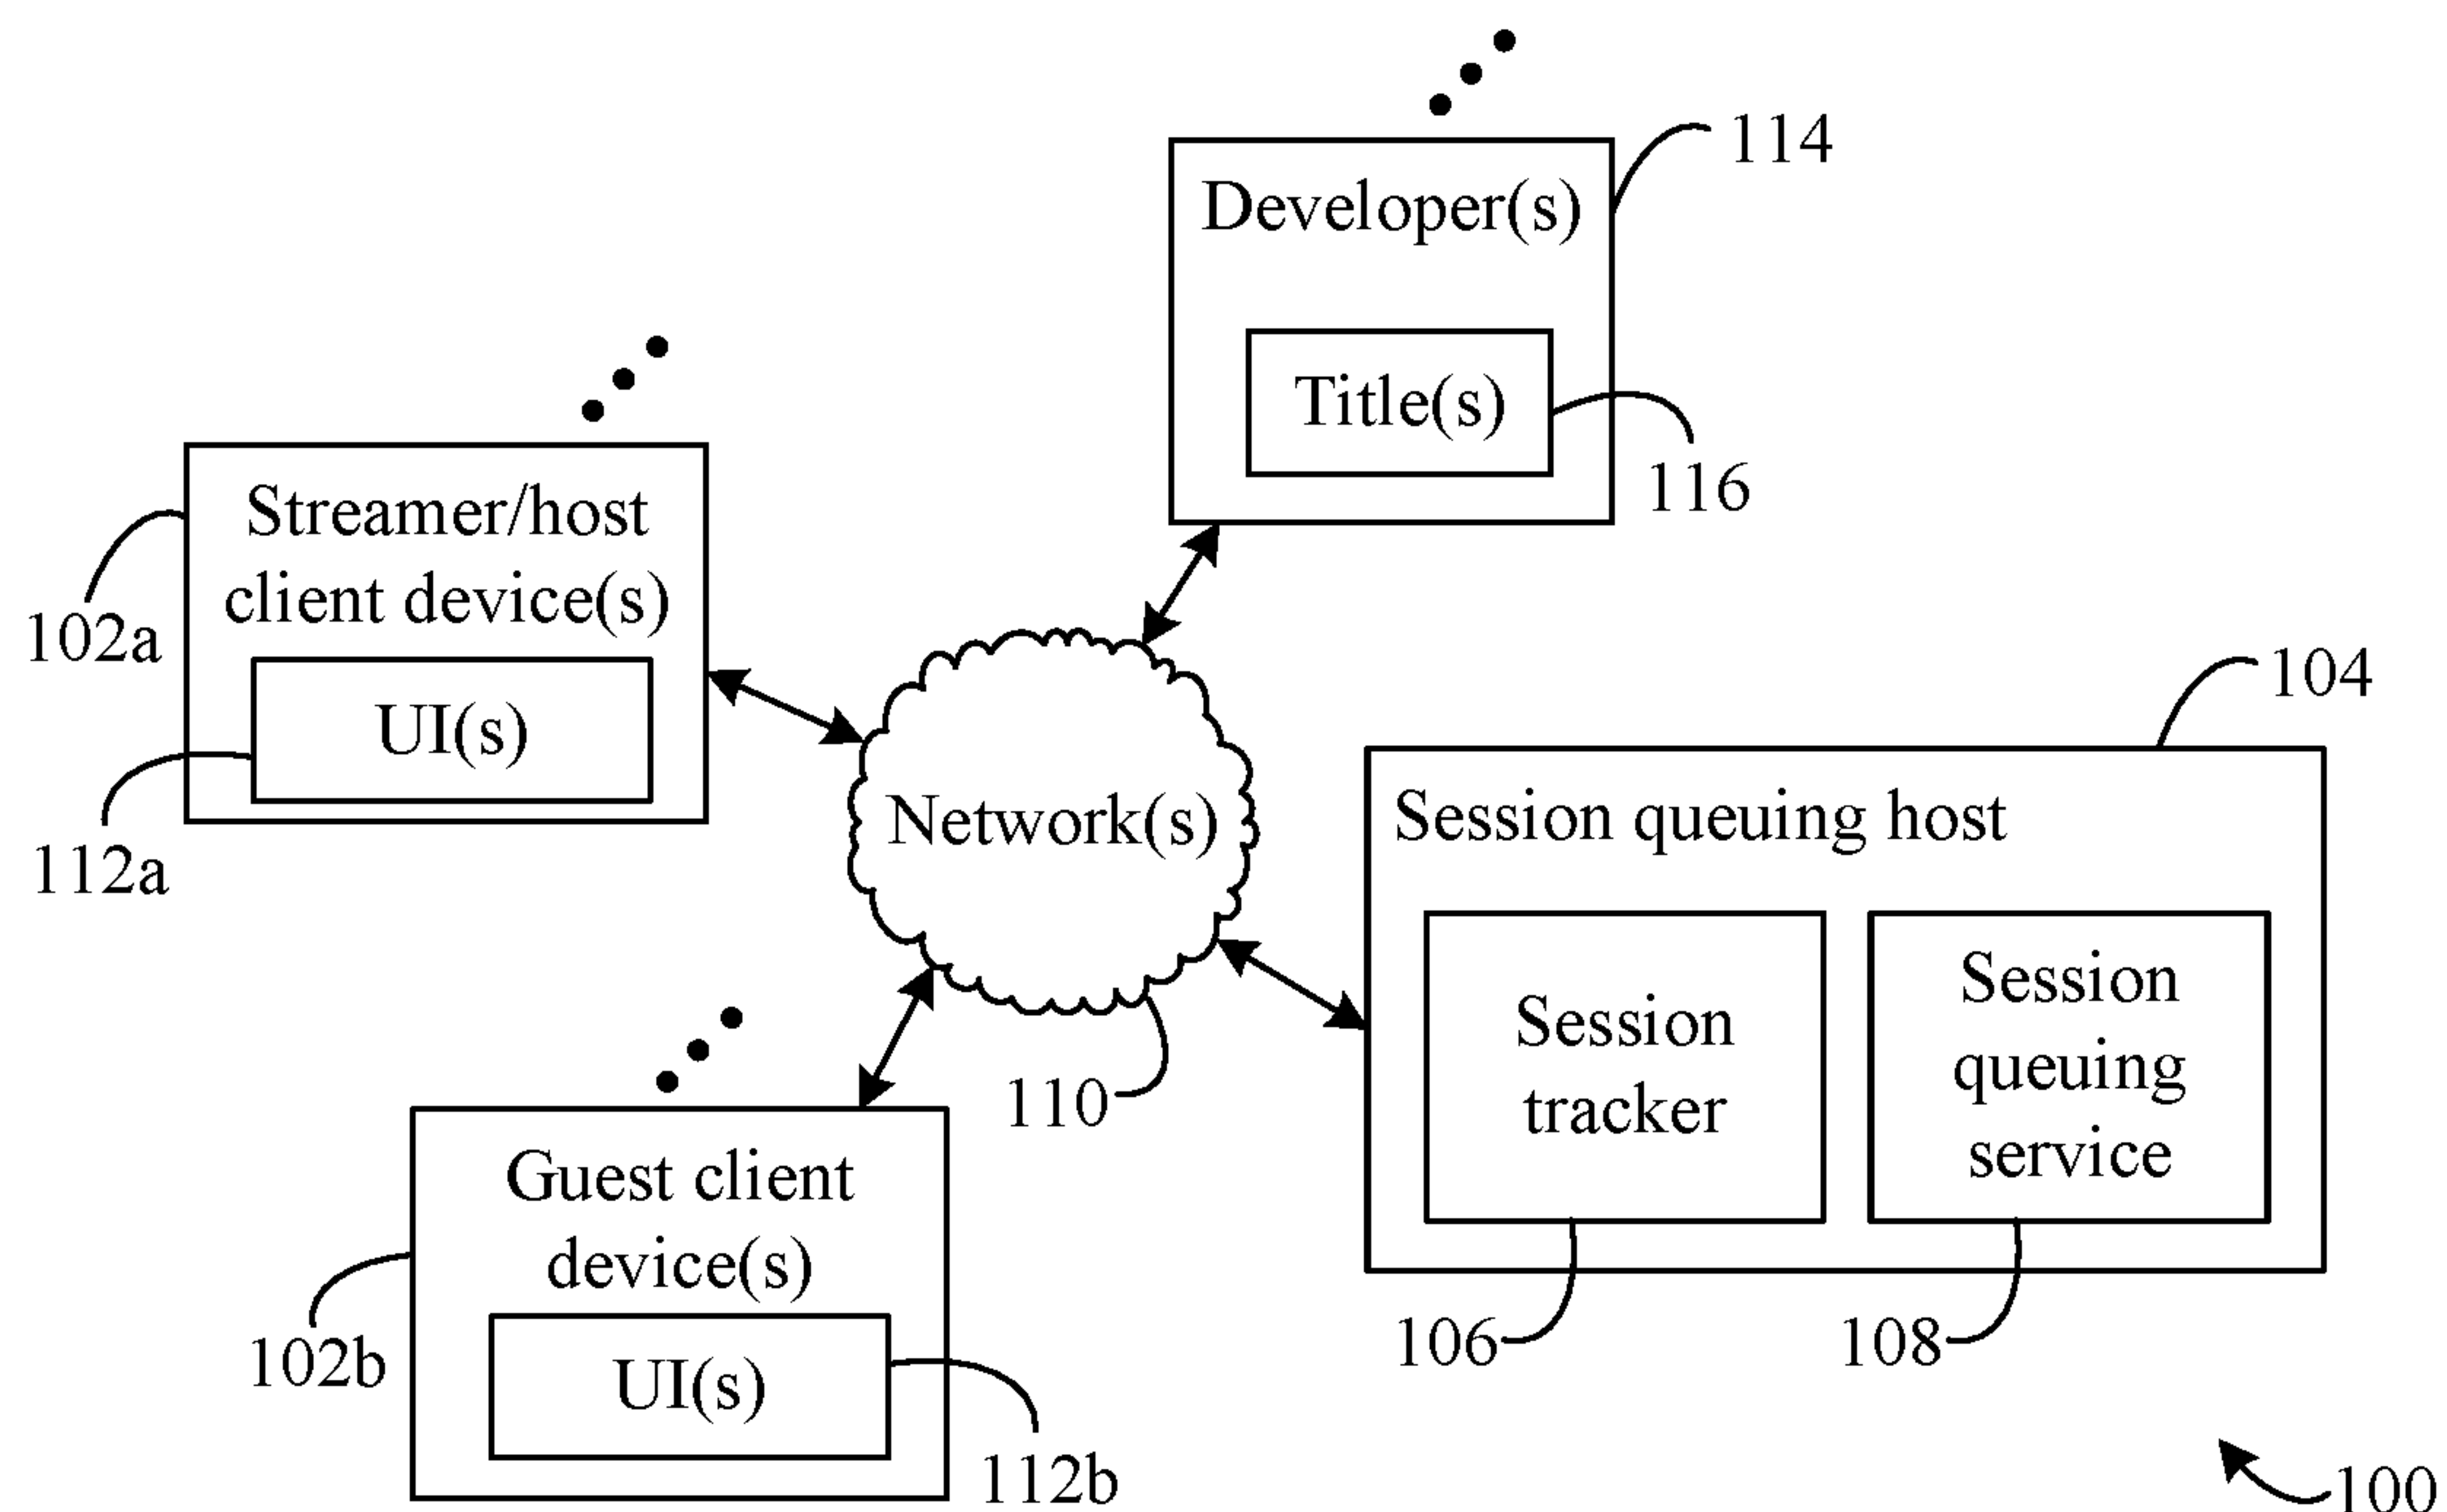 114
Developer(s)
Title(s)
116
Streamer/host
client device(s)
102a
UI(s)
112a
Network(s)
110
104
Session queuing host
Session
tracker
Session
queuing
service
106
108
Guest client
device(s)
102b
UI(s)
112b
100